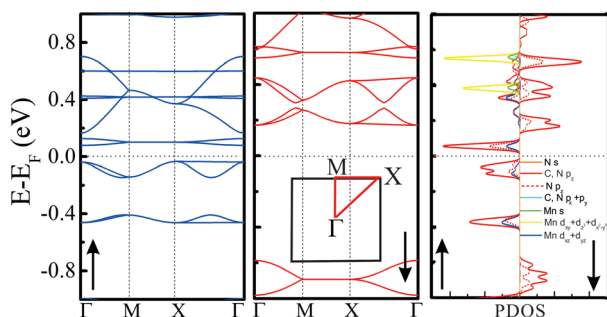 E-E_F (eV)
0.8
0.4
0.0
-0.4
-0.8
Γ M X Γ
M
X
Γ
Γ M X Γ
N s
C, N p_z
N p_z
C, N p_x+p_y
Mn s
Mn d_xy+d_z²+d_x²-y²
Mn d_xz+d_yz
PDOS